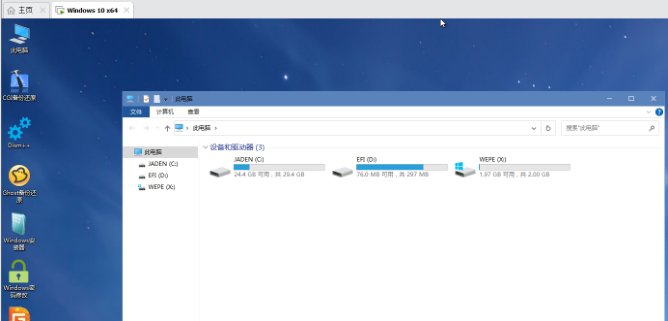 主页
Windows 10 x64
此电脑
CGI备份还原
Dism++
Ghost备份还
原
Windows安
装器
Windows密
码修改
此电脑
文件
计算机
查看
此电脑
搜索"此电脑"
此电脑
JADEN (C:)
EFI (D:)
WEPE (X:)
设备和驱动器 (3)
JADEN (C:)
24.4 GB 可用，共 29.4 GB
EFI (D:)
76.0 MB 可用，共 297 MB
WEPE (X:)
1.97 GB 可用，共 2.00 GB